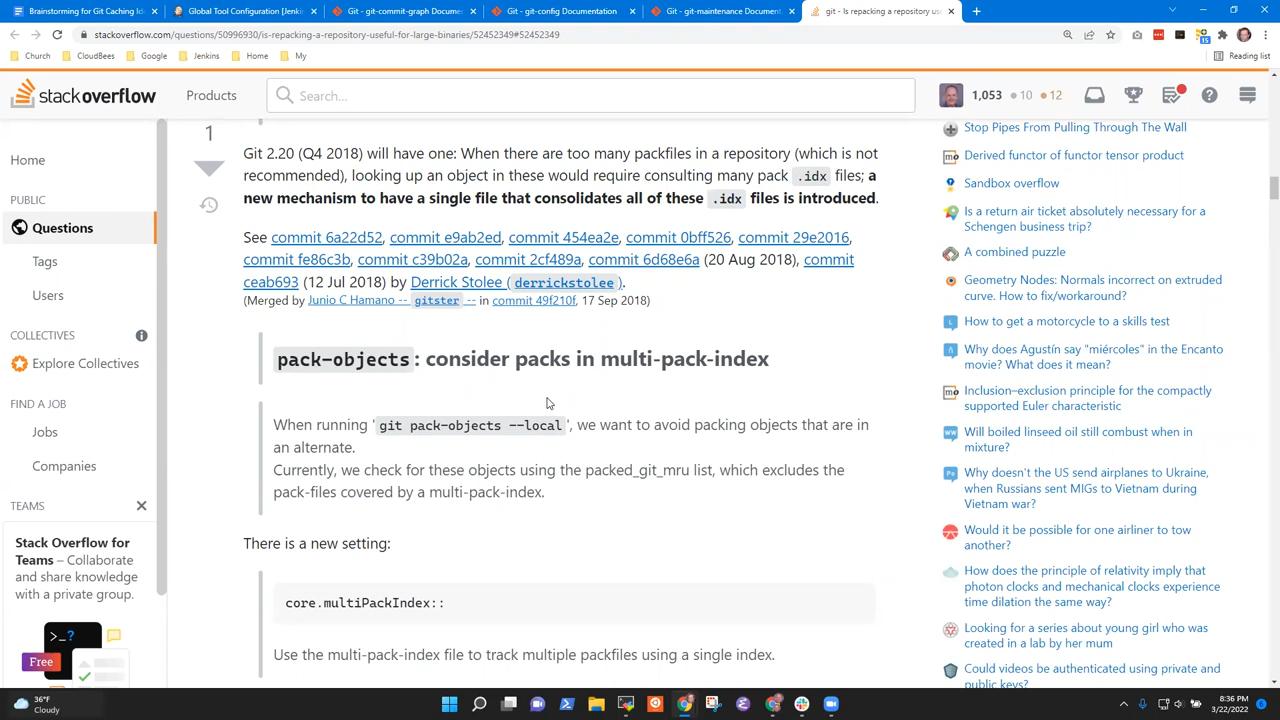 Brainstorming for Git Caching Ide
Global Tool Configuration [Jenki
Git - git-commit-graph Documen
Git - git-config Documentation
Git - git-maintenance Document
git - Is repacking a repository use
stackoverflow.com/questions/50996930/is-repacking-a-repository-useful-for-large-binaries/52452349#52452349
Church
CloudBees
Google
Jenkins
Home
My
Reading list
stackoverflow
Products
Search...
1,053
10
12
1
Git 2.20 (Q4 2018) will have one: When there are too many packfiles in a repository (which is not
recommended), looking up an object in these would require consulting many pack .idx files; a
new mechanism to have a single file that consolidates all of these .idx files is introduced.
See commit 6a22d52, commit e9ab2ed, commit 454ea2e, commit 0bff526, commit 29e2016,
commit fe86c3b, commit c39b02a, commit 2cf489a, commit 6d68e6a (20 Aug 2018), commit
ceab693 (12 Jul 2018) by Derrick Stolee ( derrickstolee ).
(Merged by Junio C Hamano -- gitster -- in commit 49f210f, 17 Sep 2018)
pack-objects: consider packs in multi-pack-index
When running 'git pack-objects --local', we want to avoid packing objects that are in
an alternate.
Currently, we check for these objects using the packed_git_mru list, which excludes the
pack-files covered by a multi-pack-index.
There is a new setting:
core.multiPackIndex::
Use the multi-pack-index file to track multiple packfiles using a single index.
Home
PUBLIC
Questions
Tags
Users
COLLECTIVES
Explore Collectives
FIND A JOB
Jobs
Companies
TEAMS
Stack Overflow for
Teams – Collaborate
and share knowledge
with a private group.
>_?
Free
Stop Pipes From Pulling Through The Wall
Derived functor of functor tensor product
Sandbox overflow
Is a return air ticket absolutely necessary for a
Schengen business trip?
A combined puzzle
Geometry Nodes: Normals incorrect on extruded
curve. How to fix/workaround?
How to get a motorcycle to a skills test
Why does Agustín say "miércoles" in the Encanto
movie? What does it mean?
Inclusion–exclusion principle for the compactly
supported Euler characteristic
Will boiled linseed oil still combust when in
mixture?
Why doesn't the US send airplanes to Ukraine,
when Russians sent MIGs to Vietnam during
Vietnam war?
Would it be possible for one airliner to tow
another?
How does the principle of relativity imply that
photon clocks and mechanical clocks experience
time dilation the same way?
Looking for a series about young girl who was
created in a lab by her mum
Could videos be authenticated using private and
public keys?
36°F
Cloudy
8:36 PM
3/22/2022